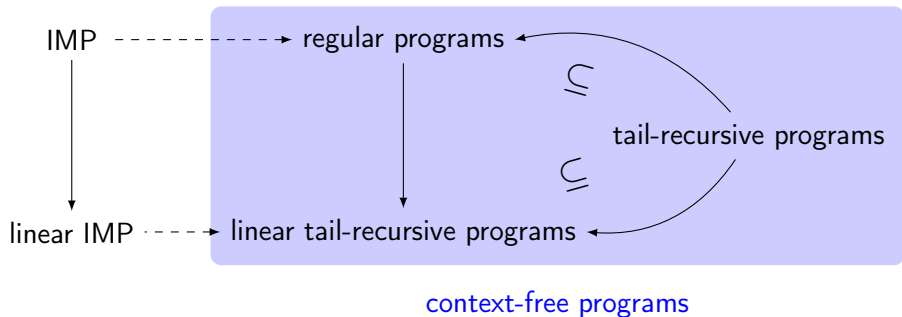 IMP
regular programs
⊆
tail-recursive programs
⊆
linear IMP
linear tail-recursive programs
context-free programs